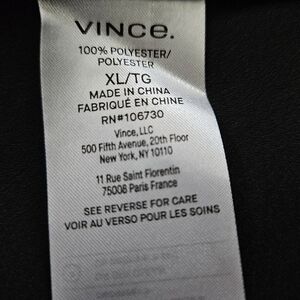 VINCE.
100% POLYESTER/
POLYESTER
XL/TG
MADE IN CHINA
FABRIQUÉ EN CHINE
RN#106730
Vince, LLC
500 Fifth Avenue, 20th Floor
New York, NY 10110
11 Rue Saint Florentin
75008 Paris France
SEE REVERSE FOR CARE
VOIR AU VERSO POUR LES SOINS